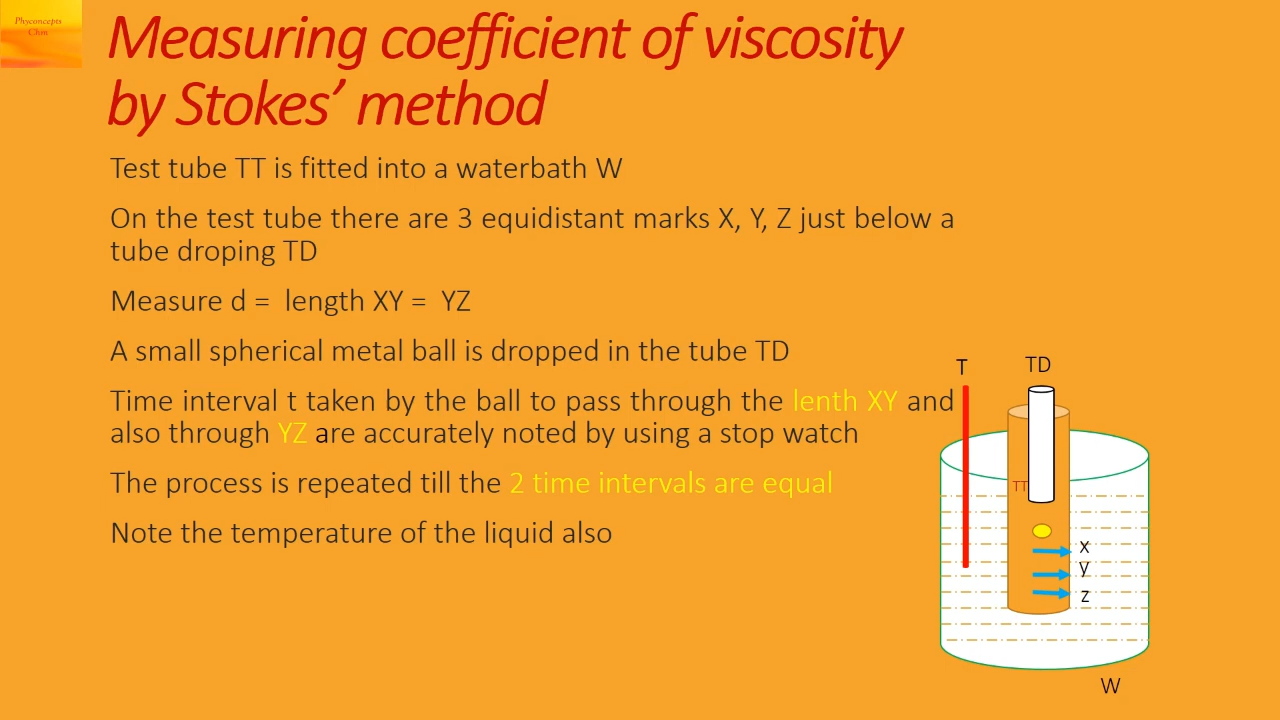 Phyconcepts
Chm
Measuring coefficient of viscosity
by Stokes’ method
Test tube TT is fitted into a waterbath W
On the test tube there are 3 equidistant marks X, Y, Z just below a
tube droping TD
Measure d = length XY = YZ
A small spherical metal ball is dropped in the tube TD
Time interval t taken by the ball to pass through the lenth XY and
also through YZ are accurately noted by using a stop watch
The process is repeated till the 2 time intervals are equal
Note the temperature of the liquid also
T
TD
TT
x
y
z
W